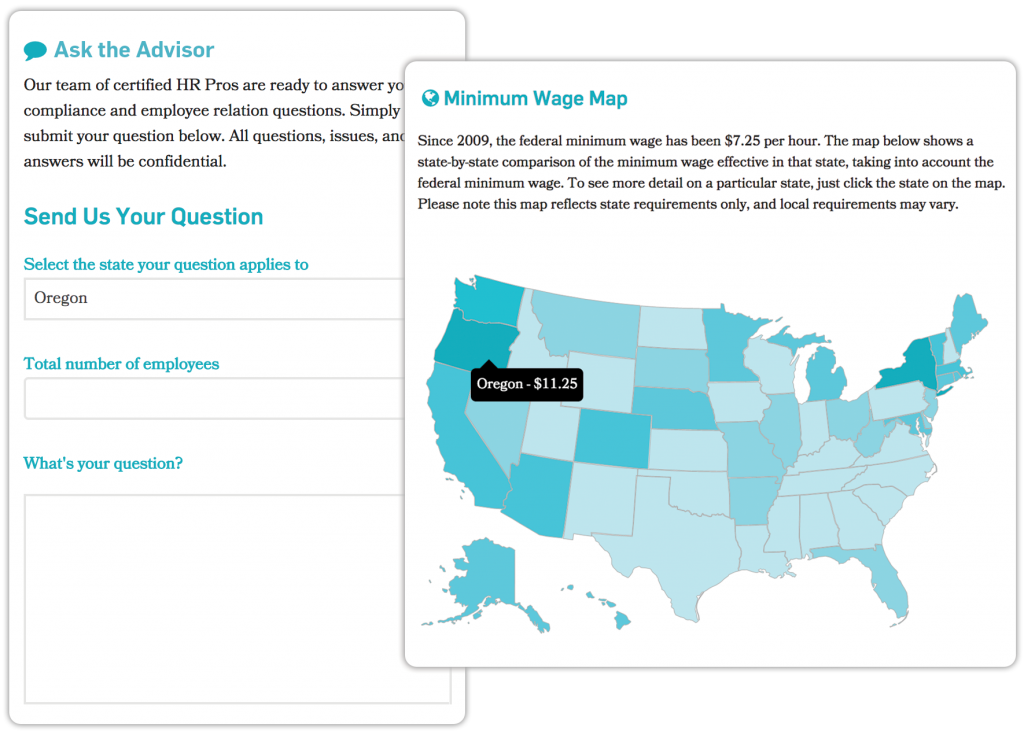 Ask the Advisor
Our team of certified HR Pros are ready to answer yo
compliance and employee relation questions. Simply
submit your question below. All questions, issues, and
answers will be confidential.
Send Us Your Question
Select the state your question applies to
Oregon
Total number of employees
What's your question?
Minimum Wage Map
Since 2009, the federal minimum wage has been $7.25 per hour. The map below shows a
state-by-state comparison of the minimum wage effective in that state, taking into account the
federal minimum wage. To see more detail on a particular state, just click the state on the map.
Please note this map reflects state requirements only, and local requirements may vary.
Oregon - $11.25